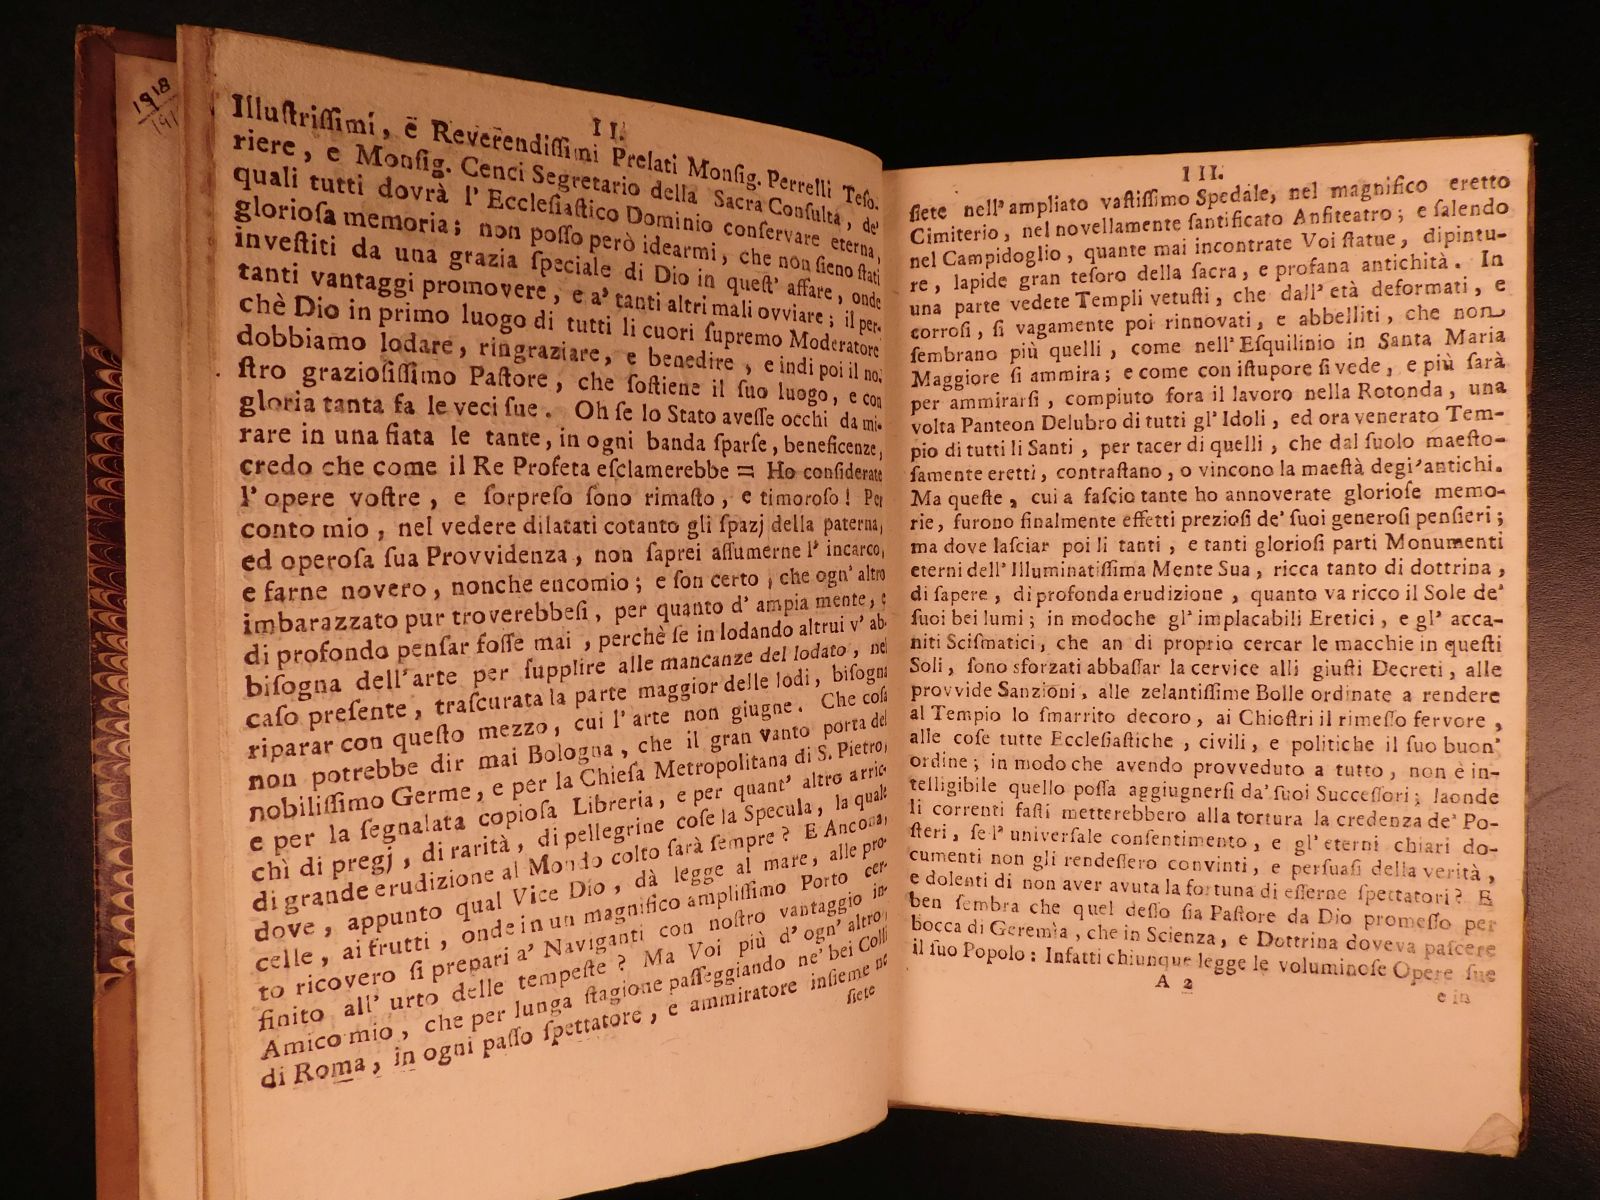 1918
191
II.
Illuſtriſſimi, e Reverendiſſimi Prelati Monſig. Perrelli Teſo-
riere, e Monſig. Cenci Segretario della Sacra Conſulta, de'
quali tutti dovrà l' Eccleſiaſtico Dominio conſervare eterna,
glorioſa memoria; non poſſo però idearmi, che non ſieno ſtati
inveſtiti da una grazia ſpeciale di Dio in queſt' affare, onde
tanti vantaggi promovere, e a' tanti altri mali ovviare; il per-
chè Dio in primo luogo di tutti li cuori ſupremo Moderatore
dobbiamo lodare, ringraziare, e benedire, e indi poi il no-
ſtro grazioſiſſimo Paſtore, che ſoſtiene il ſuo luogo, e con
gloria tanta fa le veci ſue. Oh ſe lo Stato aveſſe occhi da mi-
rare in una fiata le tante, in ogni banda ſparſe, beneficenze,
credo che come il Re Profeta eſclamerebbe = Ho conſiderate
l' opere voſtre, e ſorpreſo ſono rimaſto, e timoroſo! Per
conto mio, nel vedere dilatati cotanto gli ſpazj della paterna,
ed operoſa ſua Provvidenza, non ſaprei aſſumerne l' incarco,
e farne novero, nonche encomio; e ſon certo, che ogn' altro
imbarazzato pur troverebbeſi, per quanto d' ampia mente, e
di profondo penſar foſſe mai, perchè ſe in lodando altrui v' ab-
biſogna dell' arte per ſupplire alle mancanze del lodato, nel
caſo preſente, traſcurata la parte maggior delle lodi, biſogna
riparar con queſto mezzo, cui l' arte non giugne. Che coſa
non potrebbe dir mai Bologna, che il gran vanto porta del
nobiliſſimo Germe, e per la Chieſa Metropolitana di S. Pietro,
e per la ſegnalata copioſa Libreria, e per quant' altro arric-
chì di pregj, di rarità, di pellegrine coſe la Specula, la quale
di grande erudizione al Mondo colto ſarà ſempre? E Ancona,
dove, appunto qual Vice Dio, dà legge al mare, alle pro-
celle, ai frutti, onde in un magnifico ampliſſimo Porto cer-
to ricovero ſi prepari a' Naviganti con noſtro vantaggio in-
finito all' urto delle tempeſte? Ma Voi più d' ogn' altro,
Amico mio, che per lunga ſtagione paſſeggiando ne' bei Colli
di Roma, in ogni paſſo ſpettatore, e ammiratore inſieme ne
ſiete
III.
ſiete nell' ampliato vaſtiſſimo Spedale, nel magnifico eretto
Cimiterio, nel novellamente ſantificato Anfiteatro; e ſalendo
nel Campidoglio, quante mai incontrate Voi ſtatue, dipintu-
re, lapide gran teſoro della ſacra, e profana antichità. In
una parte vedete Templi vetuſti, che dall' età deformati, e
corroſi, ſi vagamente poi rinnovati, e abbelliti, che non
ſembrano più quelli, come nell' Eſquilinio in Santa Maria
Maggiore ſi ammira; e come con iſtupore ſi vede, e più ſarà
per ammirarſi, compiuto fora il lavoro nella Rotonda, una
volta Panteon Delubro di tutti gl' Idoli, ed ora venerato Tem-
pio di tutti li Santi, per tacer di quelli, che dal ſuolo maeſto-
ſamente eretti, contraſtano, o vincono la maeſtà degl' antichi.
Ma queſte, cui a faſcio tante ho annoverate glorioſe memo-
rie, furono finalmente effetti prezioſi de' ſuoi generoſi penſieri;
ma dove laſciar poi li tanti, e tanti glorioſi parti Monumenti
eterni dell' Illuminatiſſima Mente Sua, ricca tanto di dottrina,
di ſapere, di profonda erudizione, quanto va ricco il Sole de'
ſuoi bei lumi; in modoche gl' implacabili Eretici, e gl' acca-
niti Sciſmatici, che an di proprio cercar le macchie in queſti
Soli, ſono sforzati abbaſſar la cervice alli giuſti Decreti, alle
provvide Sanzioni, alle zelantiſſime Bolle ordinate a rendere
al Tempio lo ſmarrito decoro, ai Chioſtri il rimeſſo fervore,
alle coſe tutte Eccleſiaſtiche, civili, e politiche il ſuo buon'
ordine; in modo che avendo provveduto a tutto, non è in-
telligibile quello poſſa aggiugnerſi da' ſuoi Succeſſori; laonde
li correnti faſti metterebbero alla tortura la credenza de' Po-
ſteri, ſe l' univerſale conſentimento, e gl' eterni chiari do-
cumenti non gli rendeſſero convinti, e perſuaſi della verità,
e dolenti di non aver avuta la fortuna di eſſerne ſpettatori? E
ben ſembra che quel deſſo ſia Paſtore da Dio promeſſo per
bocca di Geremìa, che in Scienza, e Dottrina doveva paſcere
il ſuo Popolo: Infatti chiunque legge le voluminoſe Opere ſue
A 2
e in